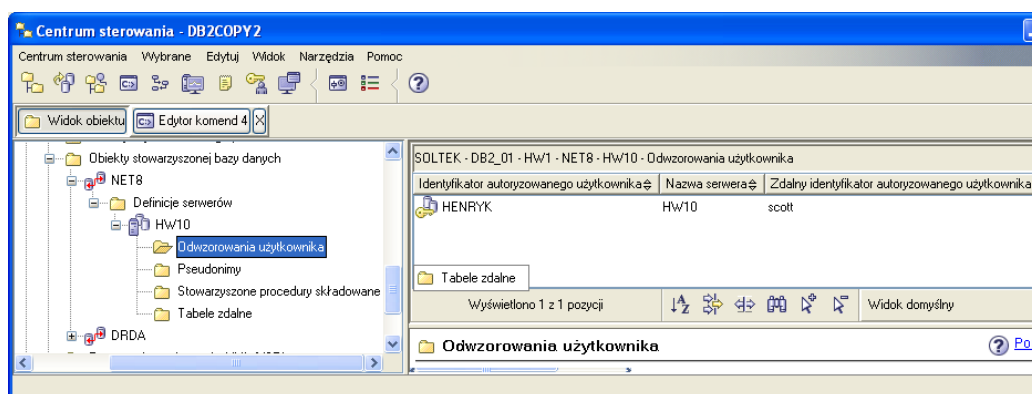 Centrum sterowania - DB2COPY2
Centrum sterowania Wybrane Edytuj Widok Narzędzia Pomoc
Widok obiektu Edytor komend 4 X
Obiekty stowarzyszonej bazy danych
NET8
Definicje serwerów
HW10
Odwzorowania użytkownika
Pseudonimy
Stowarzyszone procedury składowane
Tabele zdalne
DRDA
SOLTEK - DB2_01 - HW1 - NET8 - HW10 - Odwzorowania użytkownika
Identyfikator autoryzowanego użytkownika Nazwa serwera Zdalny identyfikator autoryzowanego użytkownika
HENRYK HW10 scott
Tabele zdalne
Wyświetlono 1 z 1 pozycji Widok domyślny
Odwzorowania użytkownika Po